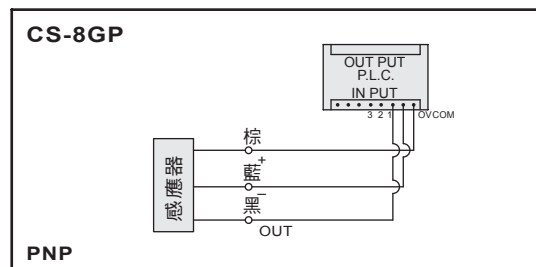 CS-8GP
OUT PUT
P.L.C.
IN PUT
3 2 1 OVCOM
棕
+
藍
−
黑
OUT
感應器
PNP